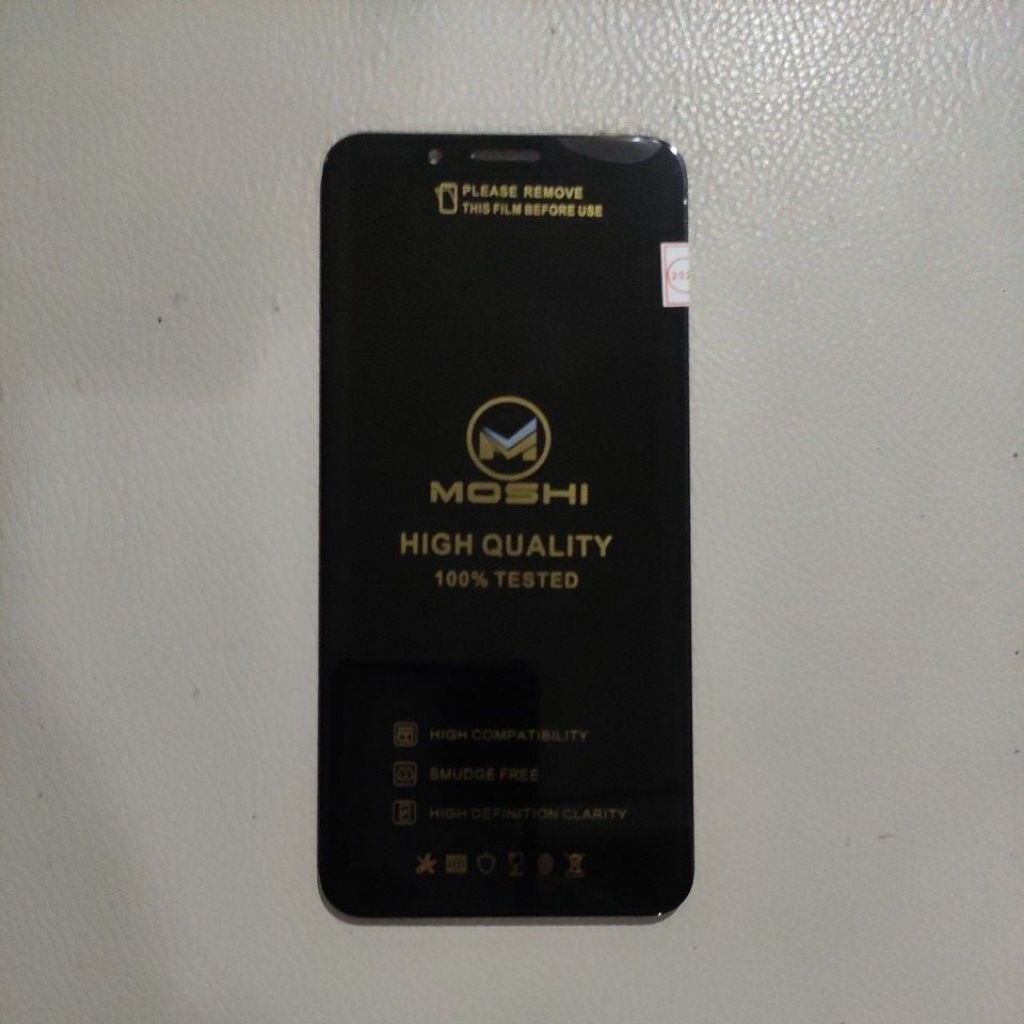 PLEASE REMOVE
THIS FILM BEFORE USE
MOSHI
HIGH QUALITY
100% TESTED
HIGH COMPATIBILITY
SMUDGE FREE
HIGH DEFINITION CLARITY